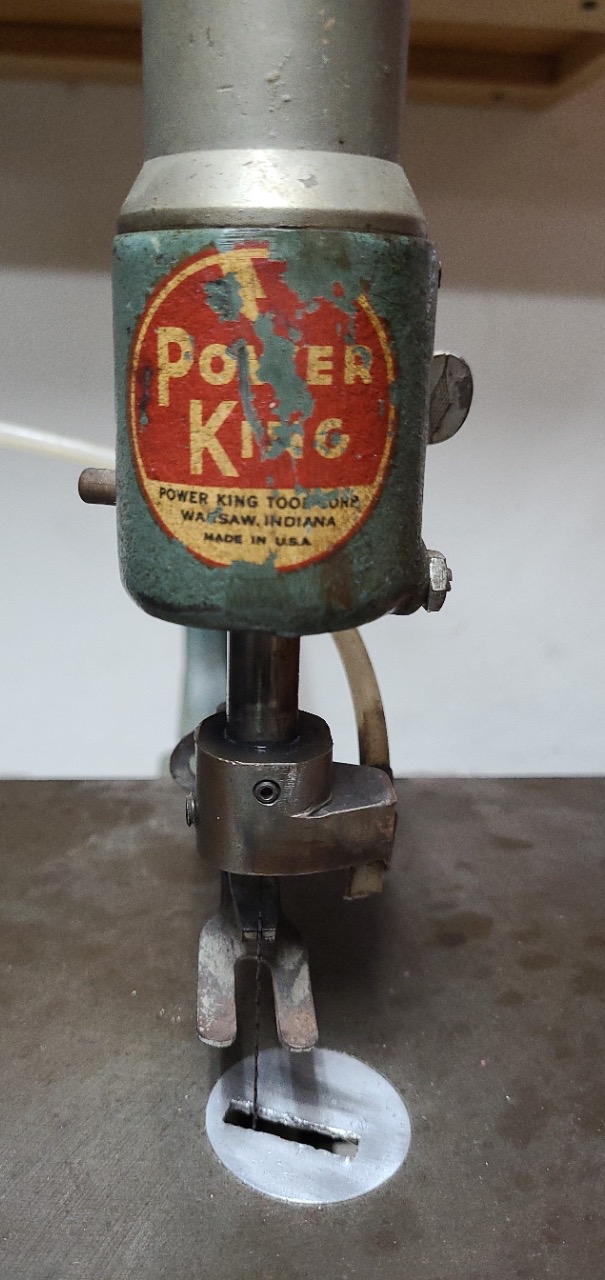 POWER
KING
POWER KING TOOL CORP.
WARSAW, INDIANA
MADE IN U.S.A.